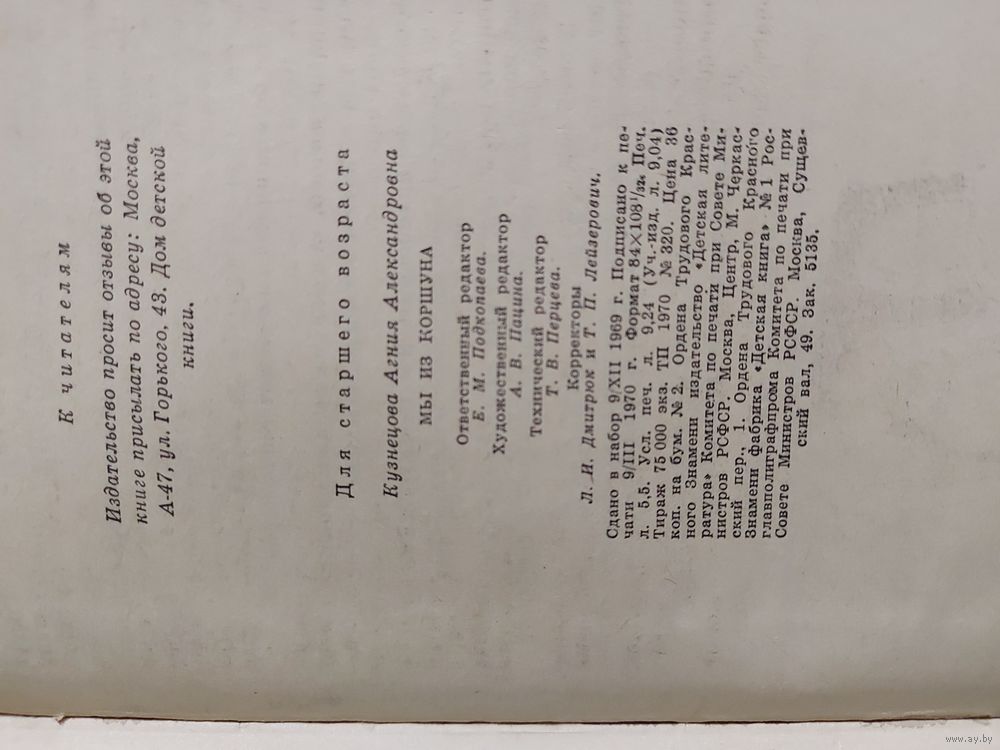 К читателям
Издательство просит отзывы об этой
книге присылать по адресу: Москва,
А-47, ул. Горького, 43. Дом детской
книги.
Для старшего возраста
Кузнецова Агния Александровна
МЫ ИЗ КОРШУНА
Ответственный редактор
Е. М. Подкопаева.
Художественный редактор
А. В. Пацина.
Технический редактор
Т. В. Перцева.
Корректоры
Л. И. Дмитрюк и Т. П. Лейзерович.
Сдано в набор 9/XII 1969 г. Подписано к пе-
чати 9/III 1970 г. Формат 84×108¹/₃₂. Печ.
л. 5,5. Усл. печ. л. 9,24 (Уч.-изд. л. 9,04)
Тираж 75 000 экз. ТП 1970 № 320. Цена 36
коп. на бум. № 2. Ордена Трудового Крас-
ного Знамени издательство «Детская лите-
ратура» Комитета по печати при Совете Ми-
нистров РСФСР. Москва, Центр, М. Черкас-
ский пер., 1. Ордена Трудового Красного
Знамени фабрика «Детская книга» № 1 Рос-
главполиграфпрома Комитета по печати при
Совете Министров РСФСР. Москва, Сущев-
ский вал, 49. Зак. 5135.
www.ay.by